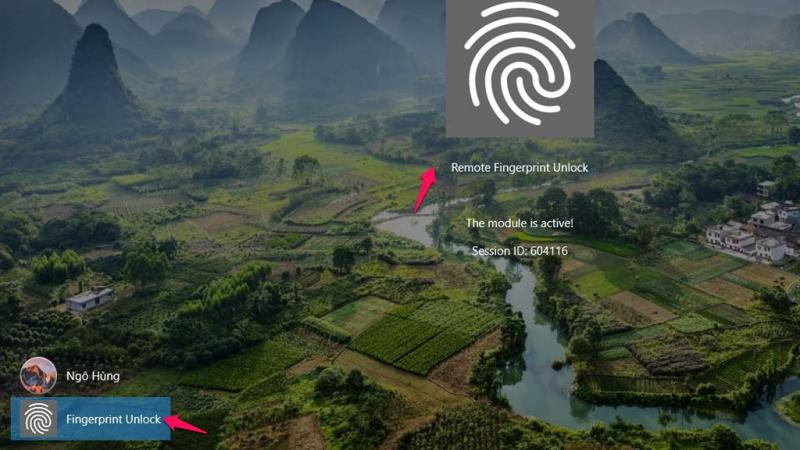 Remote Fingerprint Unlock
The module is active!
Session ID: 604116
Ngô Hùng
Fingerprint Unlock